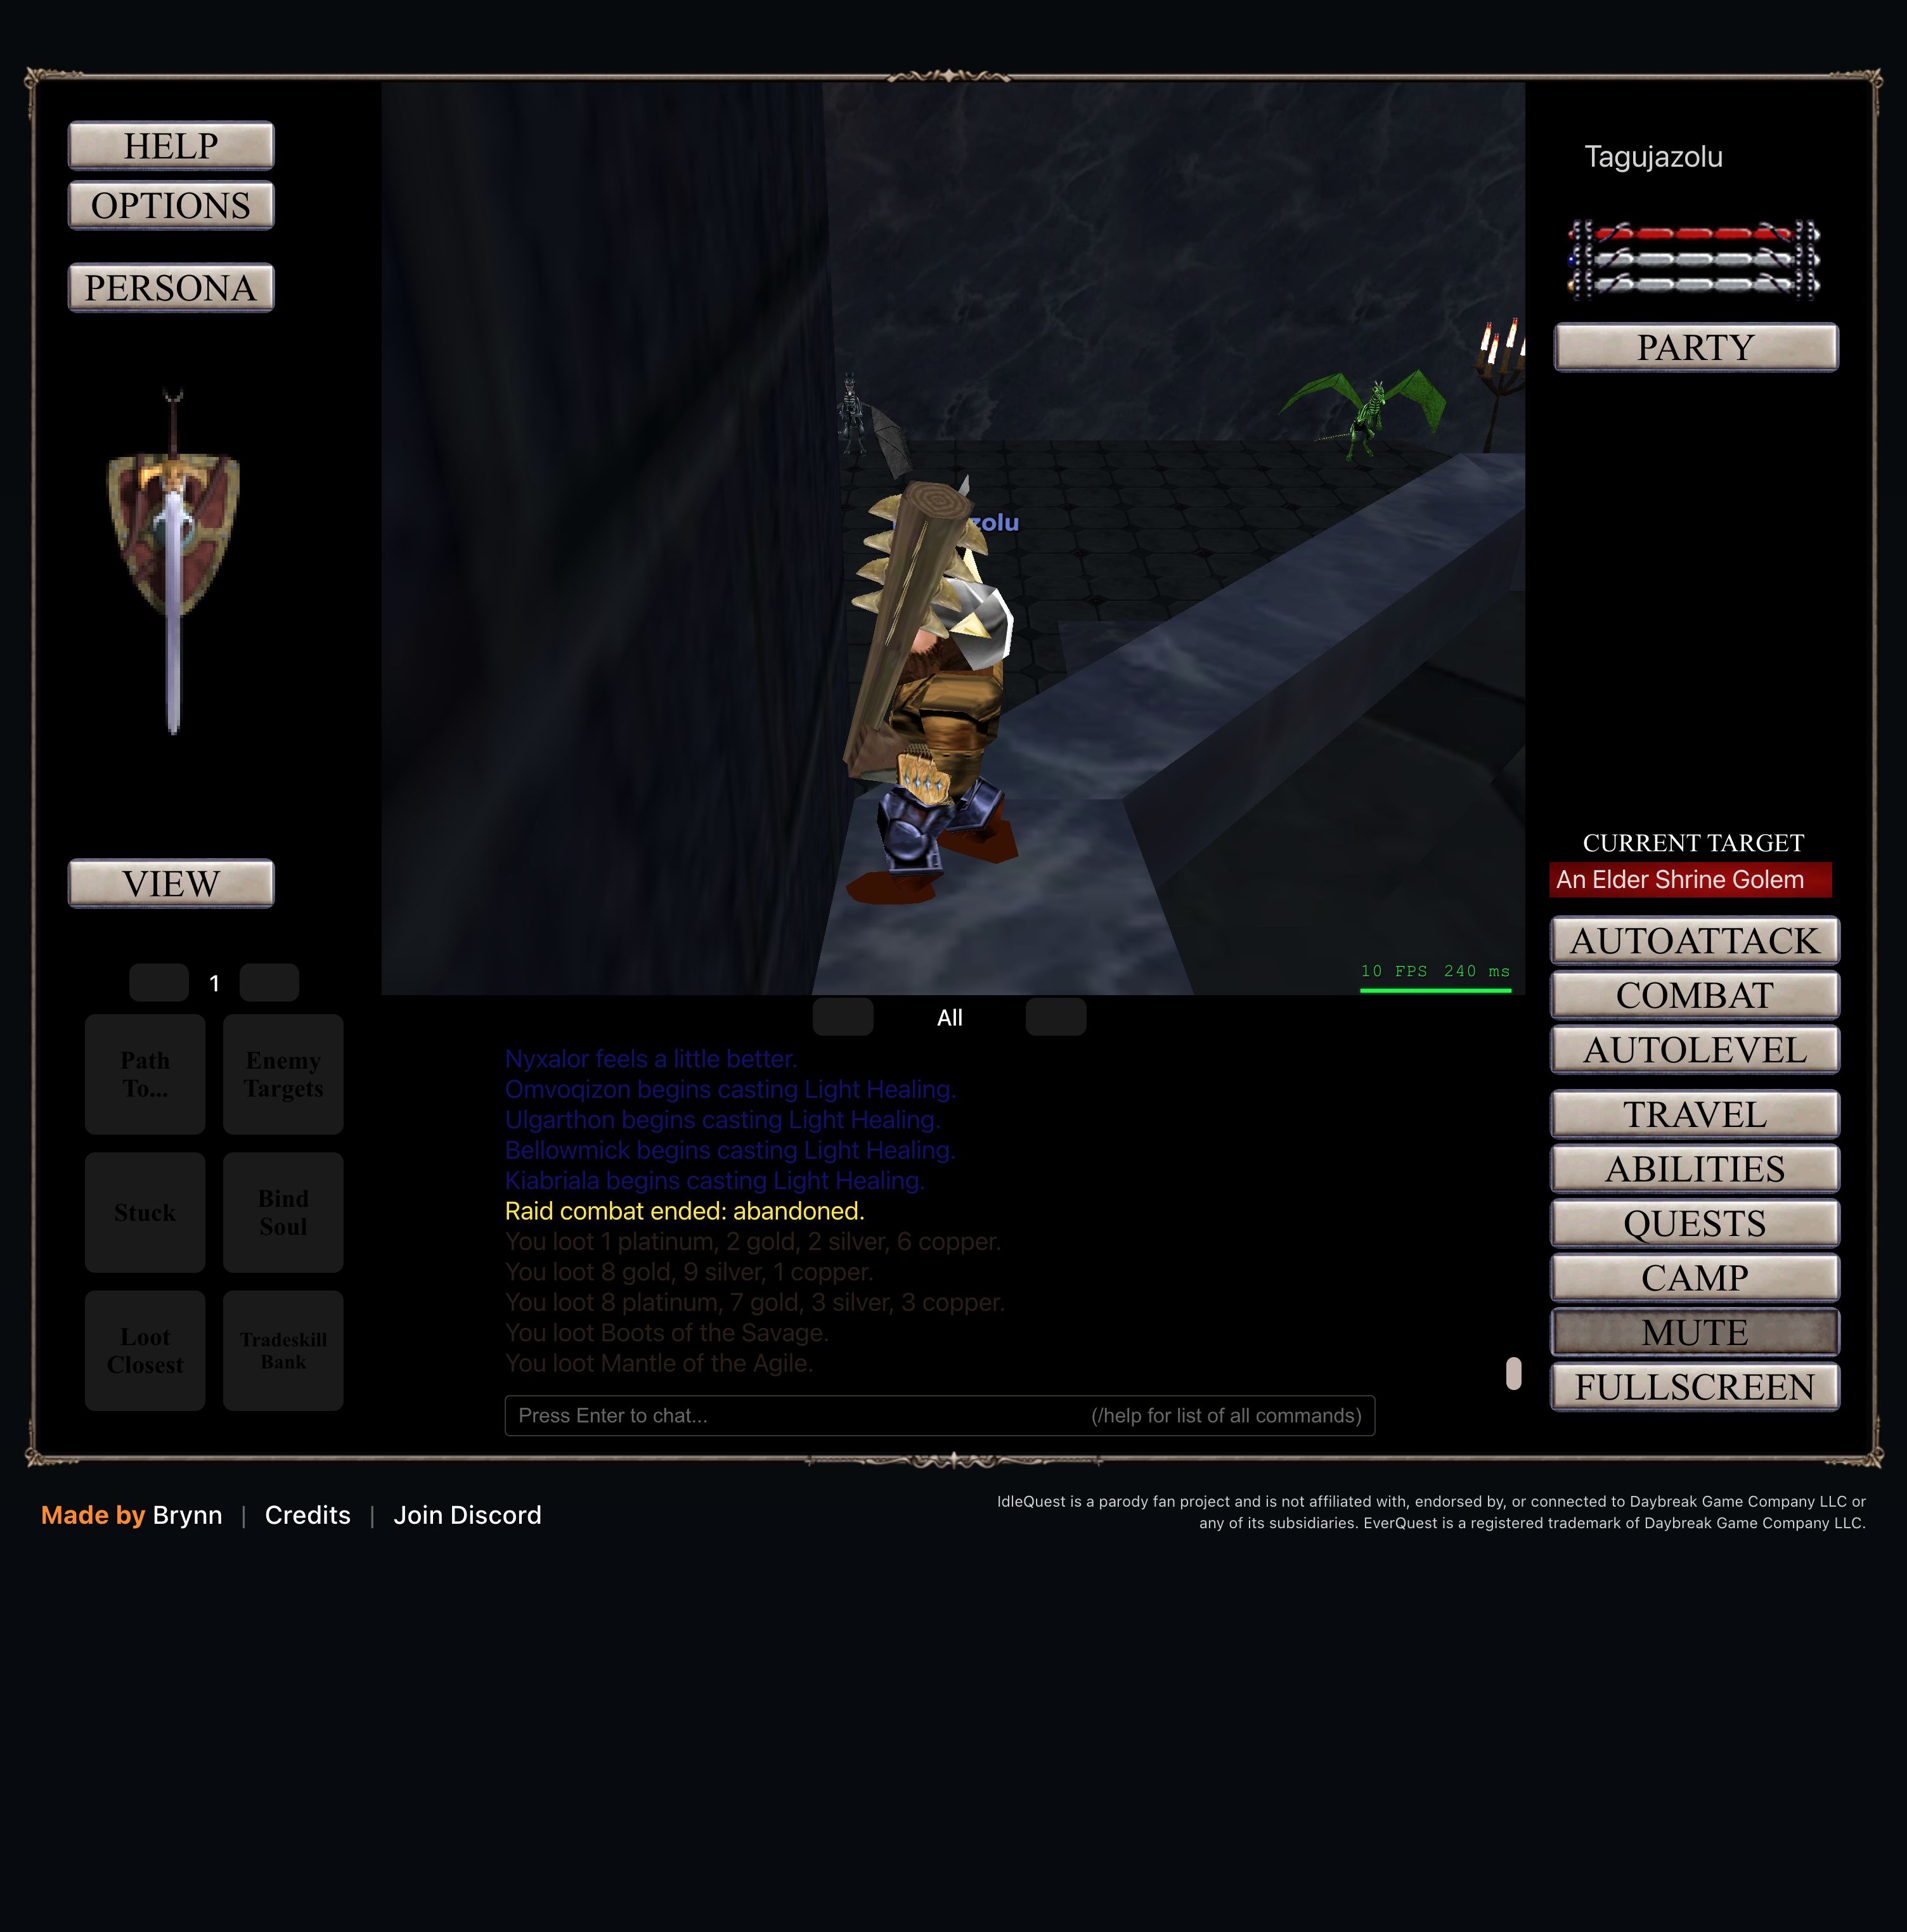 HELP
OPTIONS
PERSONA
VIEW
1
Path
To...
Enemy
Targets
Stuck
Bind
Soul
Loot
Closest
Tradeskill
Bank
zolu
10 FPS 240 ms
All
Nyxalor feels a little better.
Omvoqizon begins casting Light Healing.
Ulgarthon begins casting Light Healing.
Bellowmick begins casting Light Healing.
Kiabriala begins casting Light Healing.
Raid combat ended: abandoned.
You loot 1 platinum, 2 gold, 2 silver, 6 copper.
You loot 8 gold, 9 silver, 1 copper.
You loot 8 platinum, 7 gold, 3 silver, 3 copper.
You loot Boots of the Savage.
You loot Mantle of the Agile.
Press Enter to chat... (/help for list of all commands)
Tagujazolu
PARTY
CURRENT TARGET
An Elder Shrine Golem
AUTOATTACK
COMBAT
AUTOLEVEL
TRAVEL
ABILITIES
QUESTS
CAMP
MUTE
FULLSCREEN
Made by Brynn | Credits | Join Discord
IdleQuest is a parody fan project and is not affiliated with, endorsed by, or connected to Daybreak Game Company LLC or
any of its subsidiaries. EverQuest is a registered trademark of Daybreak Game Company LLC.